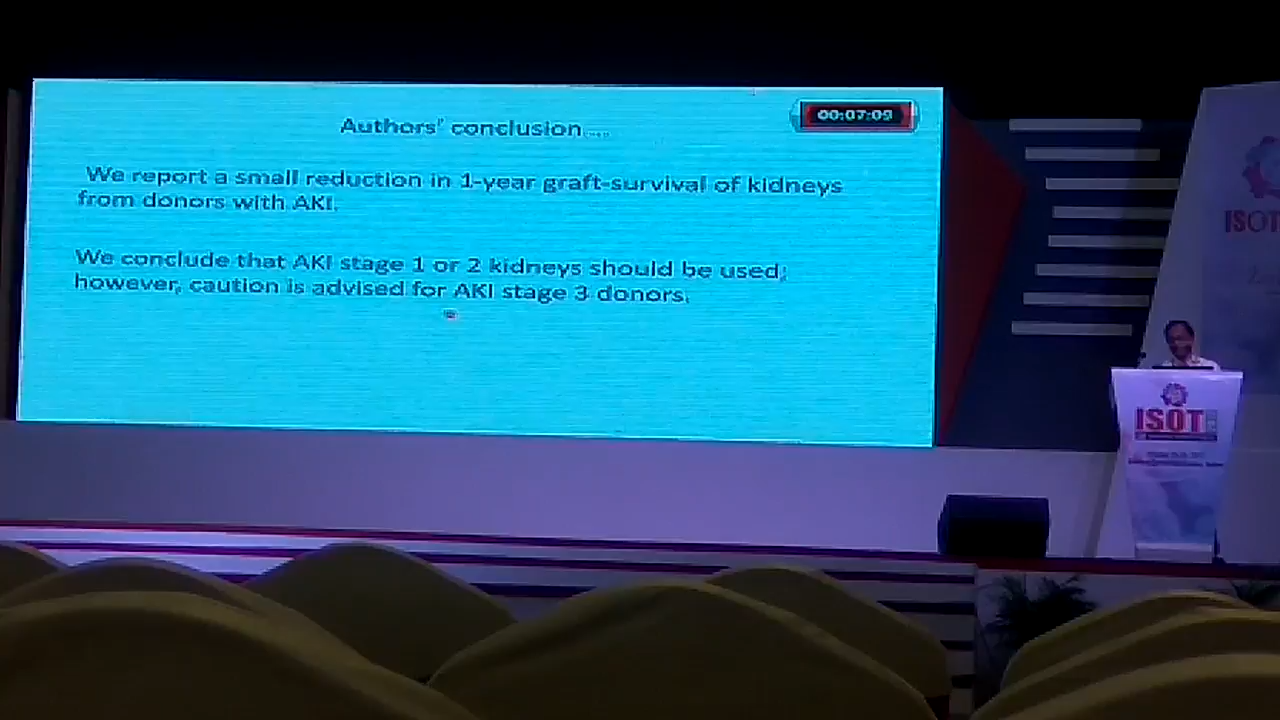 Authors' conclusion....
00:07:09
We report a small reduction in 1-year graft-survival of kidneys
from donors with AKI.
We conclude that AKI stage 1 or 2 kidneys should be used;
however, caution is advised for AKI stage 3 donors.
ISOT
ISOT